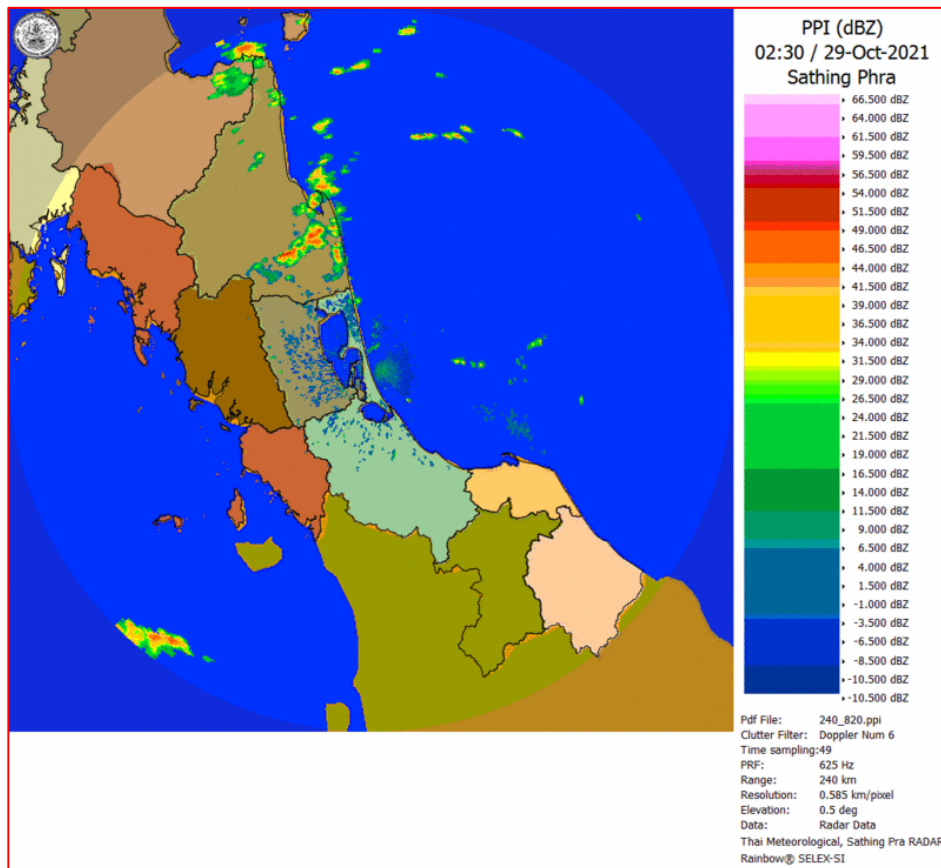 PPI (dBZ)
02:30 / 29-Oct-2021
Sathing Phra
66.500 dBZ
64.000 dBZ
61.500 dBZ
59.500 dBZ
56.500 dBZ
54.000 dBZ
51.500 dBZ
49.000 dBZ
46.500 dBZ
44.000 dBZ
41.500 dBZ
39.000 dBZ
36.500 dBZ
34.000 dBZ
31.500 dBZ
29.000 dBZ
26.500 dBZ
24.000 dBZ
21.500 dBZ
19.000 dBZ
16.500 dBZ
14.000 dBZ
11.500 dBZ
9.000 dBZ
6.500 dBZ
4.000 dBZ
1.500 dBZ
-1.000 dBZ
-3.500 dBZ
-6.500 dBZ
-8.500 dBZ
-10.500 dBZ
-10.500 dBZ
Pdf File: 240_820.ppi
Clutter Filter: Doppler Num 6
Time sampling:49
PRF: 625 Hz
Range: 240 km
Resolution: 0.585 km/pixel
Elevation: 0.5 deg
Data: Radar Data
Thai Meteorological, Sathing Pra RADAR
Rainbow® SELEX-SI